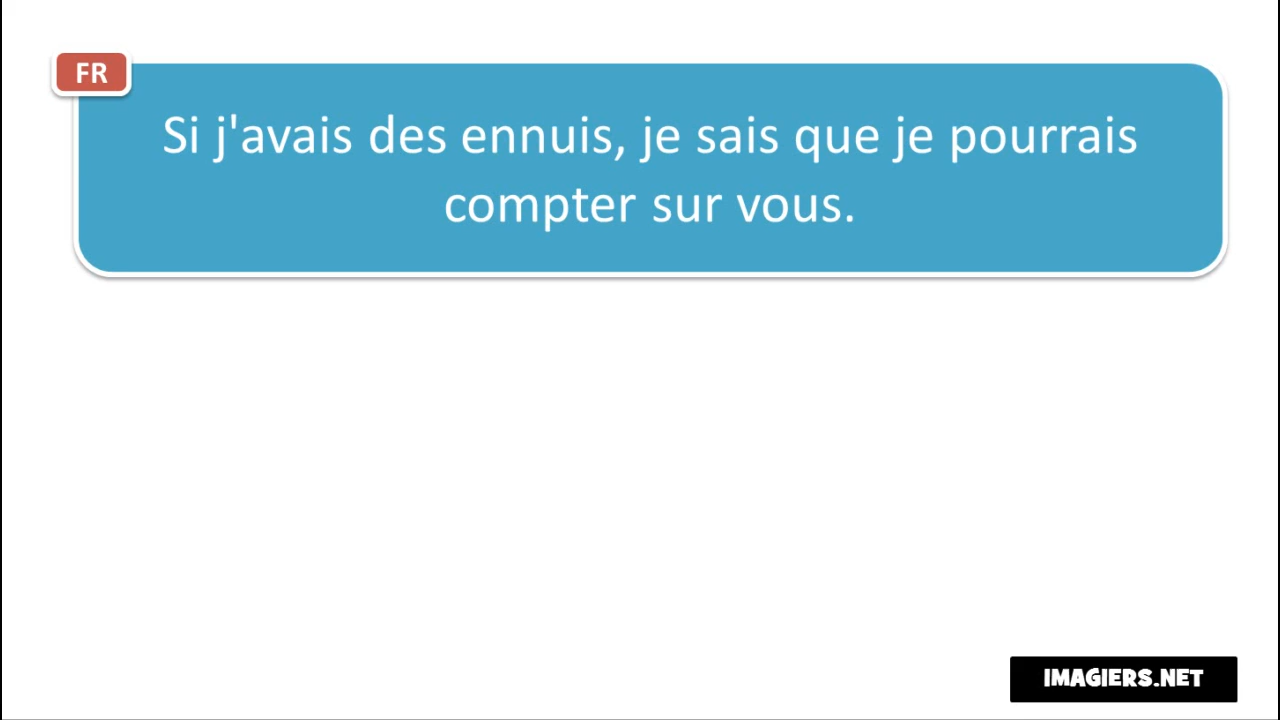 FR
Si j'avais des ennuis, je sais que je pourrais
compter sur vous.
IMAGIERS.NET